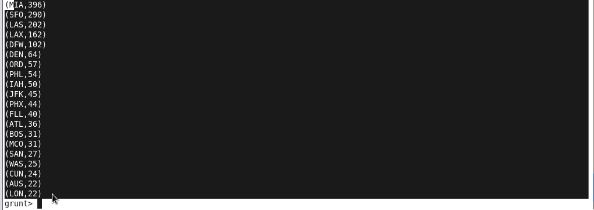 (MIA,396)
(SFO,290)
(LAS,202)
(LAX,162)
(DFW,102)
(DEN,64)
(ORD,57)
(PHL,54)
(IAH,50)
(JFK,45)
(PHX,44)
(FLL,40)
(ATL,36)
(BOS,31)
(MCO,31)
(SAN,27)
(WAS,25)
(CUN,24)
(AUS,22)
(LON,22)
grunt>